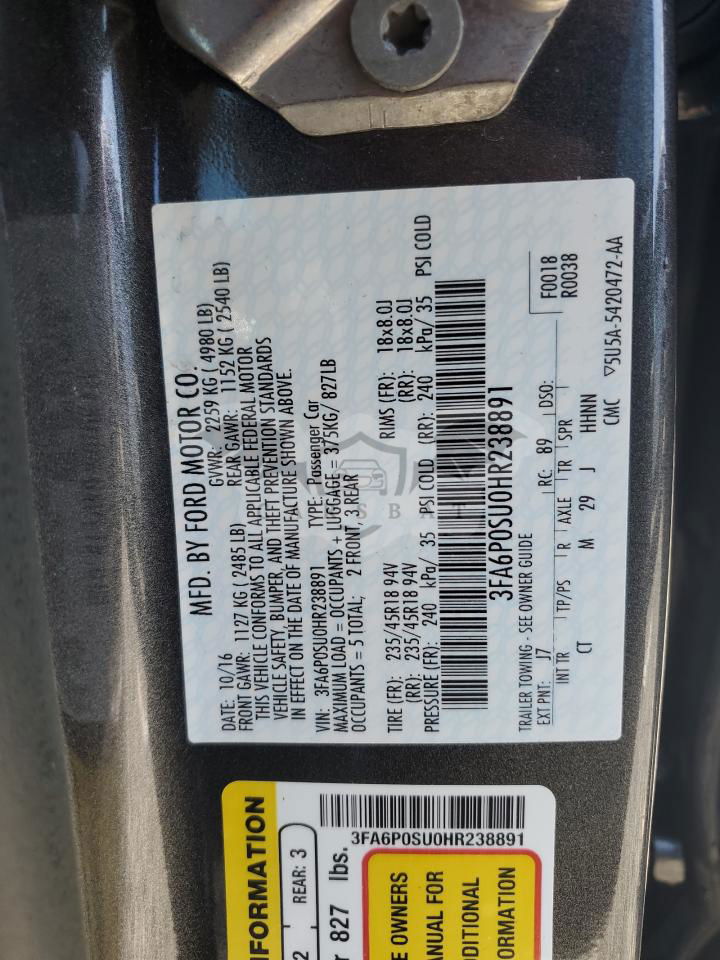 MFD. BY FORD MOTOR CO.
DATE: 10/16 GVWR: 2259 KG ( 4980 LB)
FRONT GAWR: 1127 KG ( 2485 LB) REAR GAWR: 1152 KG ( 2540 LB)
THIS VEHICLE CONFORMS TO ALL APPLICABLE FEDERAL MOTOR
VEHICLE SAFETY, BUMPER, AND THEFT PREVENTION STANDARDS
IN EFFECT ON THE DATE OF MANUFACTURE SHOWN ABOVE.
VIN: 3FA6P0SU0HR238891 TYPE: Passenger Car
MAXIMUM LOAD = OCCUPANTS + LUGGAGE = 375KG/ 827LB
OCCUPANTS = 5 TOTAL; 2 FRONT, 3 REAR
TIRE (FR): 235/45R18 94V RIMS (FR): 18x8.0J
(RR): 235/45R18 94V (RR): 18x8.0J
PRESSURE (FR): 240 kPa/ 35 PSI COLD (RR): 240 kPa/ 35 PSI COLD
3FA6P0SU0HR238891
TRAILER TOWING - SEE OWNER GUIDE
F0018
R0038
EXT PNT: J7 RC: 89 DSO:
INT TR TP/PS R AXLE TR SPR
CT M 29 J HHNN
CMC ▽5U5A-5420472-AA
3FA6P0SU0HR238891
NFORMATION
2 REAR: 3
r 827 lbs.
E OWNERS
ANUAL FOR
DDITIONAL
ORMATION